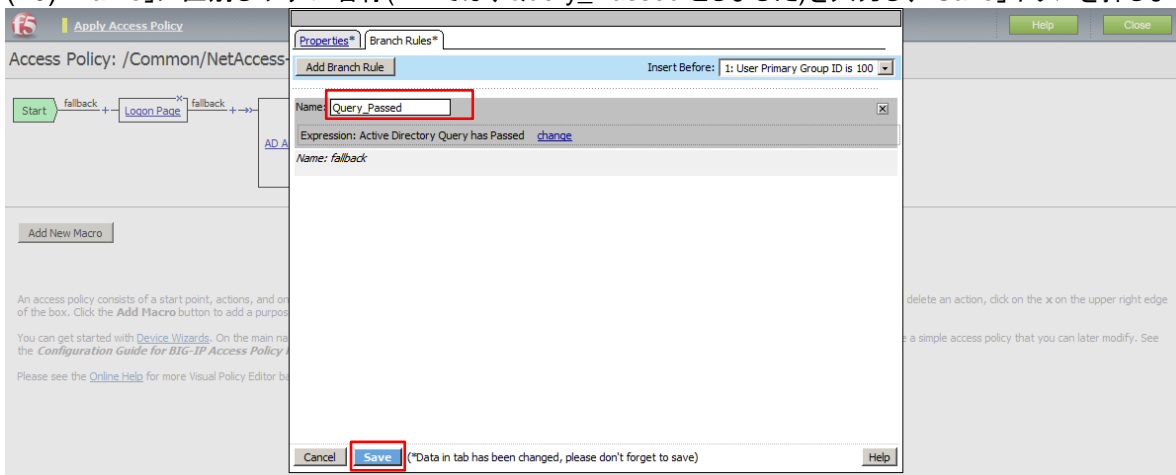 f5
Apply Access Policy
Help
Close
Access Policy: /Common/NetAccess-
Start
fallback
+
Logon Page
x
fallback
+
AD A
Add New Macro
An access policy consists of a start point, actions, and on
of the box. Click the Add Macro button to add a purpos
You can get started with Device Wizards. On the main na
the Configuration Guide for BIG-IP Access Policy
Please see the Online Help for more Visual Policy Editor ba
Properties*
Branch Rules*
Add Branch Rule
Insert Before: 1: User Primary Group ID is 100
Name: Query_Passed
x
Expression: Active Directory Query has Passed change
Name: fallback
Cancel
Save
(*Data in tab has been changed, please don't forget to save)
Help
delete an action, click on the x on the upper right edge
e a simple access policy that you can later modify. See